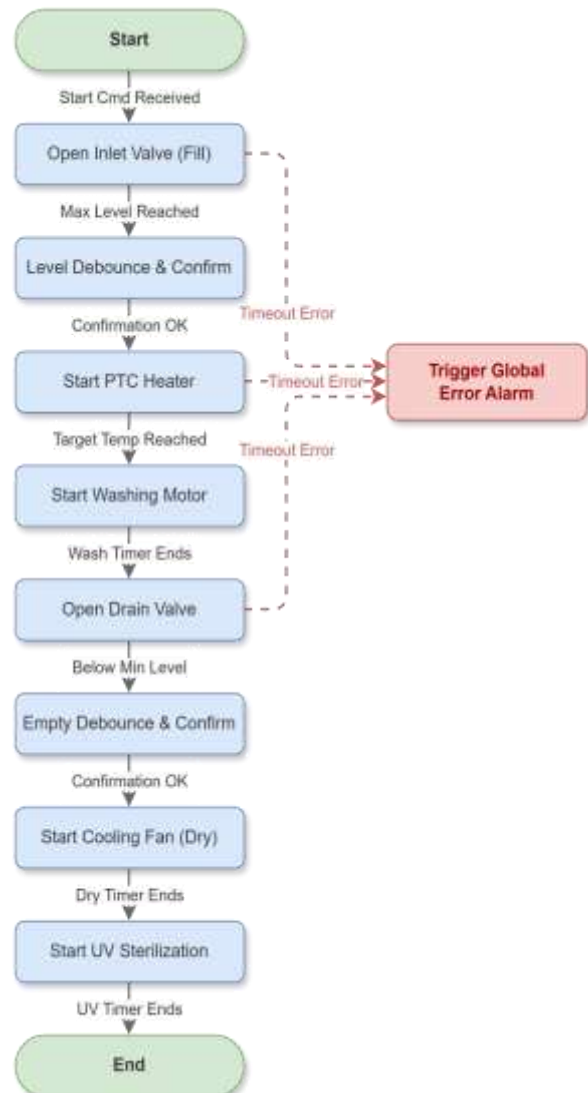 Start
Start Cmd Received
Open Inlet Valve (Fill)
Max Level Reached
Level Debounce & Confirm
Timeout Error
Confirmation OK
Start PTC Heater
Timeout Error
Trigger Global
Error Alarm
Target Temp Reached
Timeout Error
Start Washing Motor
Wash Timer Ends
Open Drain Valve
Below Min Level
Empty Debounce & Confirm
Confirmation OK
Start Cooling Fan (Dry)
Dry Timer Ends
Start UV Sterilization
UV Timer Ends
End